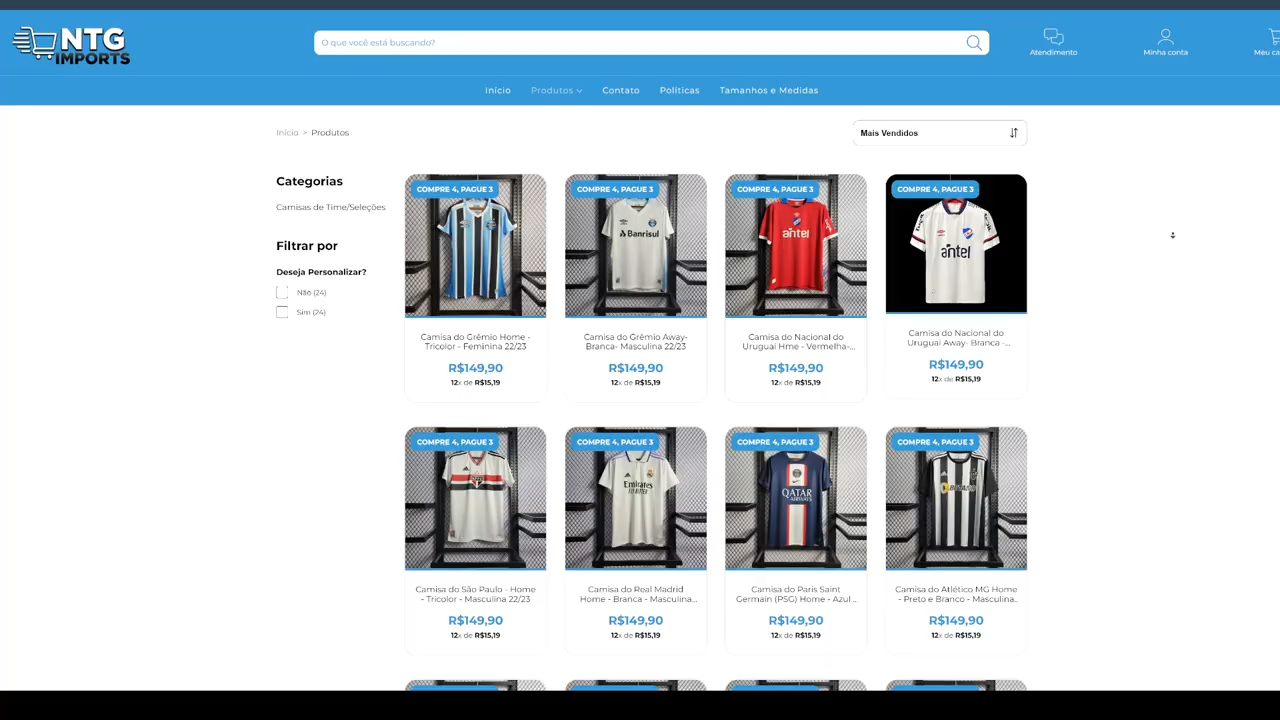 NTG
IMPORTS
O que você está buscando?
Atendimento
Minha conta
Meu ca
Início
Produtos
Contato
Políticas
Tamanhos e Medidas
Início > Produtos
Mais Vendidos
Categorias
Camisas de Time/Seleções
Filtrar por
Deseja Personalizar?
Não (24)
Sim (24)
COMPRE 4, PAGUE 3
COMPRE 4, PAGUE 3
COMPRE 4, PAGUE 3
COMPRE 4, PAGUE 3
Banrisul
antel
antel
Camisa do Grêmio Home -
Tricolor - Feminina 22/23
R$149,90
12x de R$15,19
Camisa do Grêmio Away-
Branca- Masculina 22/23
R$149,90
12x de R$15,19
Camisa do Nacional do
Uruguai Hme - Vermelha-...
R$149,90
12x de R$15,19
Camisa do Nacional do
Uruguai Away- Branca -...
R$149,90
12x de R$15,19
COMPRE 4, PAGUE 3
COMPRE 4, PAGUE 3
COMPRE 4, PAGUE 3
COMPRE 4, PAGUE 3
Emirates
FLY BETTER
QATAR
AIRWAYS
Camisa do São Paulo - Home
- Tricolor - Masculina 22/23
R$149,90
12x de R$15,19
Camisa do Real Madrid
Home - Branca - Masculina...
R$149,90
12x de R$15,19
Camisa do Paris Saint
Germain (PSG) Home - Azul...
R$149,90
12x de R$15,19
Camisa do Atlético MG Home
- Preto e Branco - Masculina...
R$149,90
12x de R$15,19